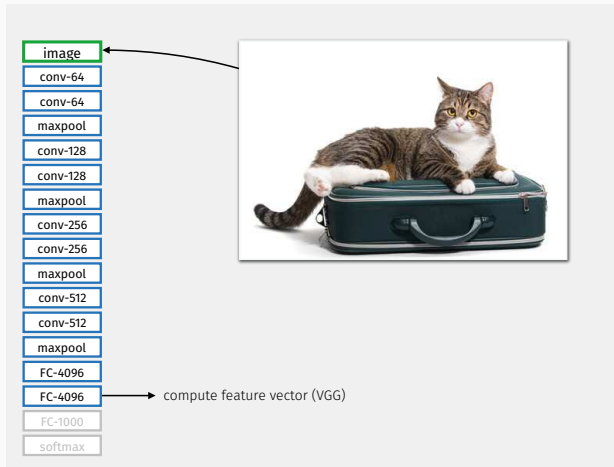 image
conv-64
conv-64
maxpool
conv-128
conv-128
maxpool
conv-256
conv-256
maxpool
conv-512
conv-512
maxpool
FC-4096
FC-4096
compute feature vector (VGG)
FC-1000
softmax